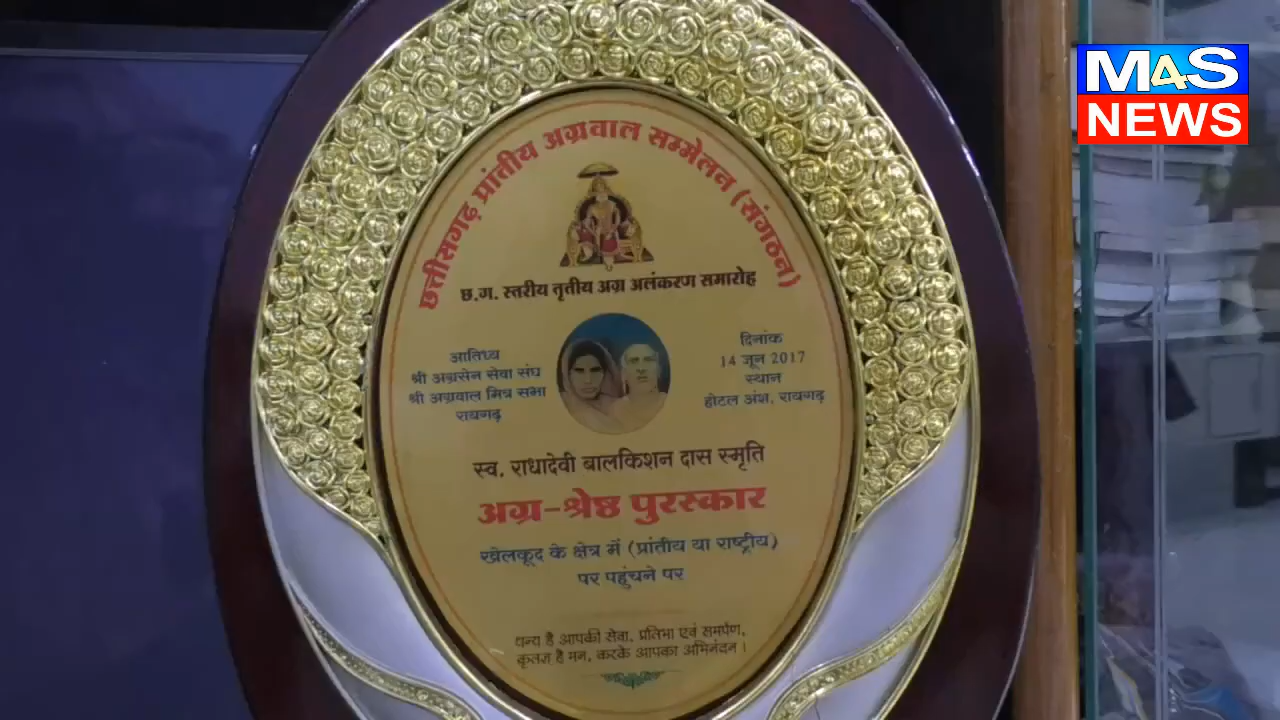 M4S
NEWS
छत्तीसगढ़ प्रांतीय अग्रवाल सम्मेलन (संगठन)
छ.ग. स्तरीय तृतीय अग्र अलंकरण समारोह
आतिथ्य
श्री अग्रसेन सेवा संघ
श्री अग्रवाल मित्र सभा
रायगढ़
दिनांक
14 जून 2017
स्थान
होटल अंश, रायगढ़
स्व. राधादेवी बालकिशन दास स्मृति
अग्र-श्रेष्ठ पुरस्कार
खेलकूद के क्षेत्र में (प्रांतीय या राष्ट्रीय)
पर पहुंचने पर
धन्य है आपकी सेवा, प्रतिभा एवं समर्पण,
कृतज्ञ है मन, करके आपका अभिनंदन।